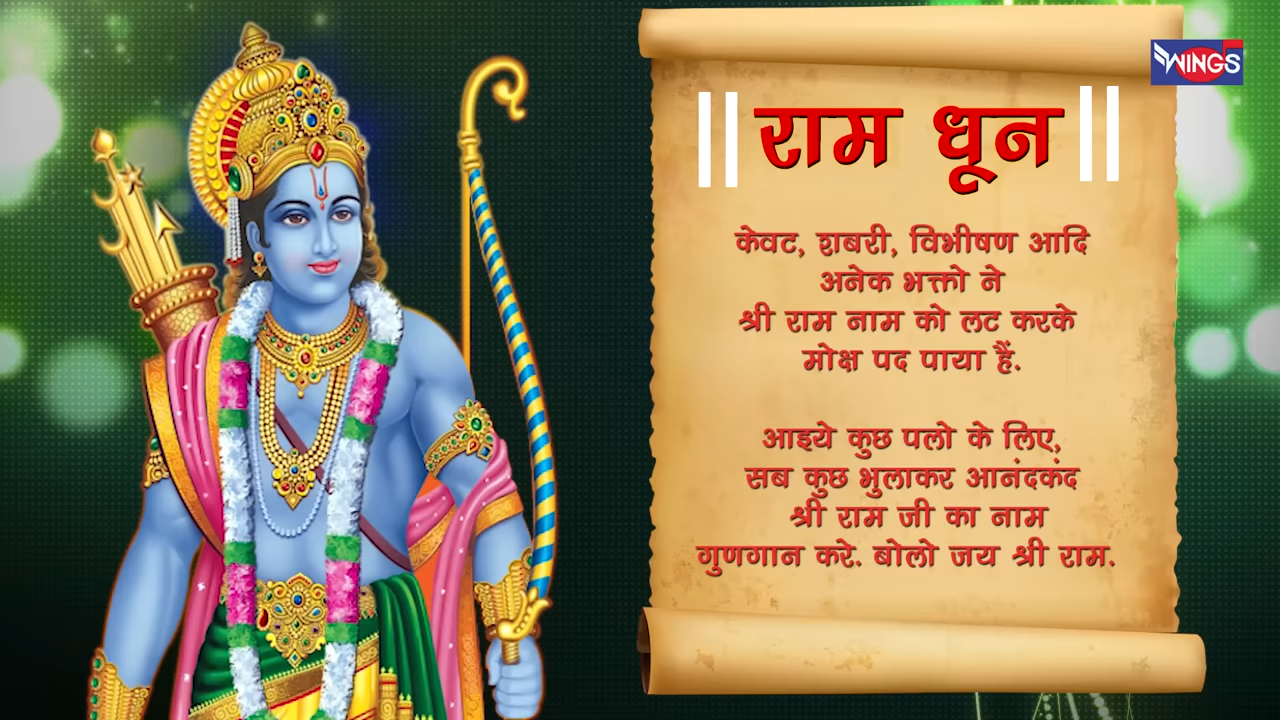 WINGS
|| राम धून ||
केवट, शबरी, विभीषण आदि
अनेक भक्तो ने
श्री राम नाम को लट करके
मोक्ष पद पाया हैं.
आइये कुछ पलो के लिए,
सब कुछ भुलाकर आनंदकंद
श्री राम जी का नाम
गुणगान करे. बोलो जय श्री राम.